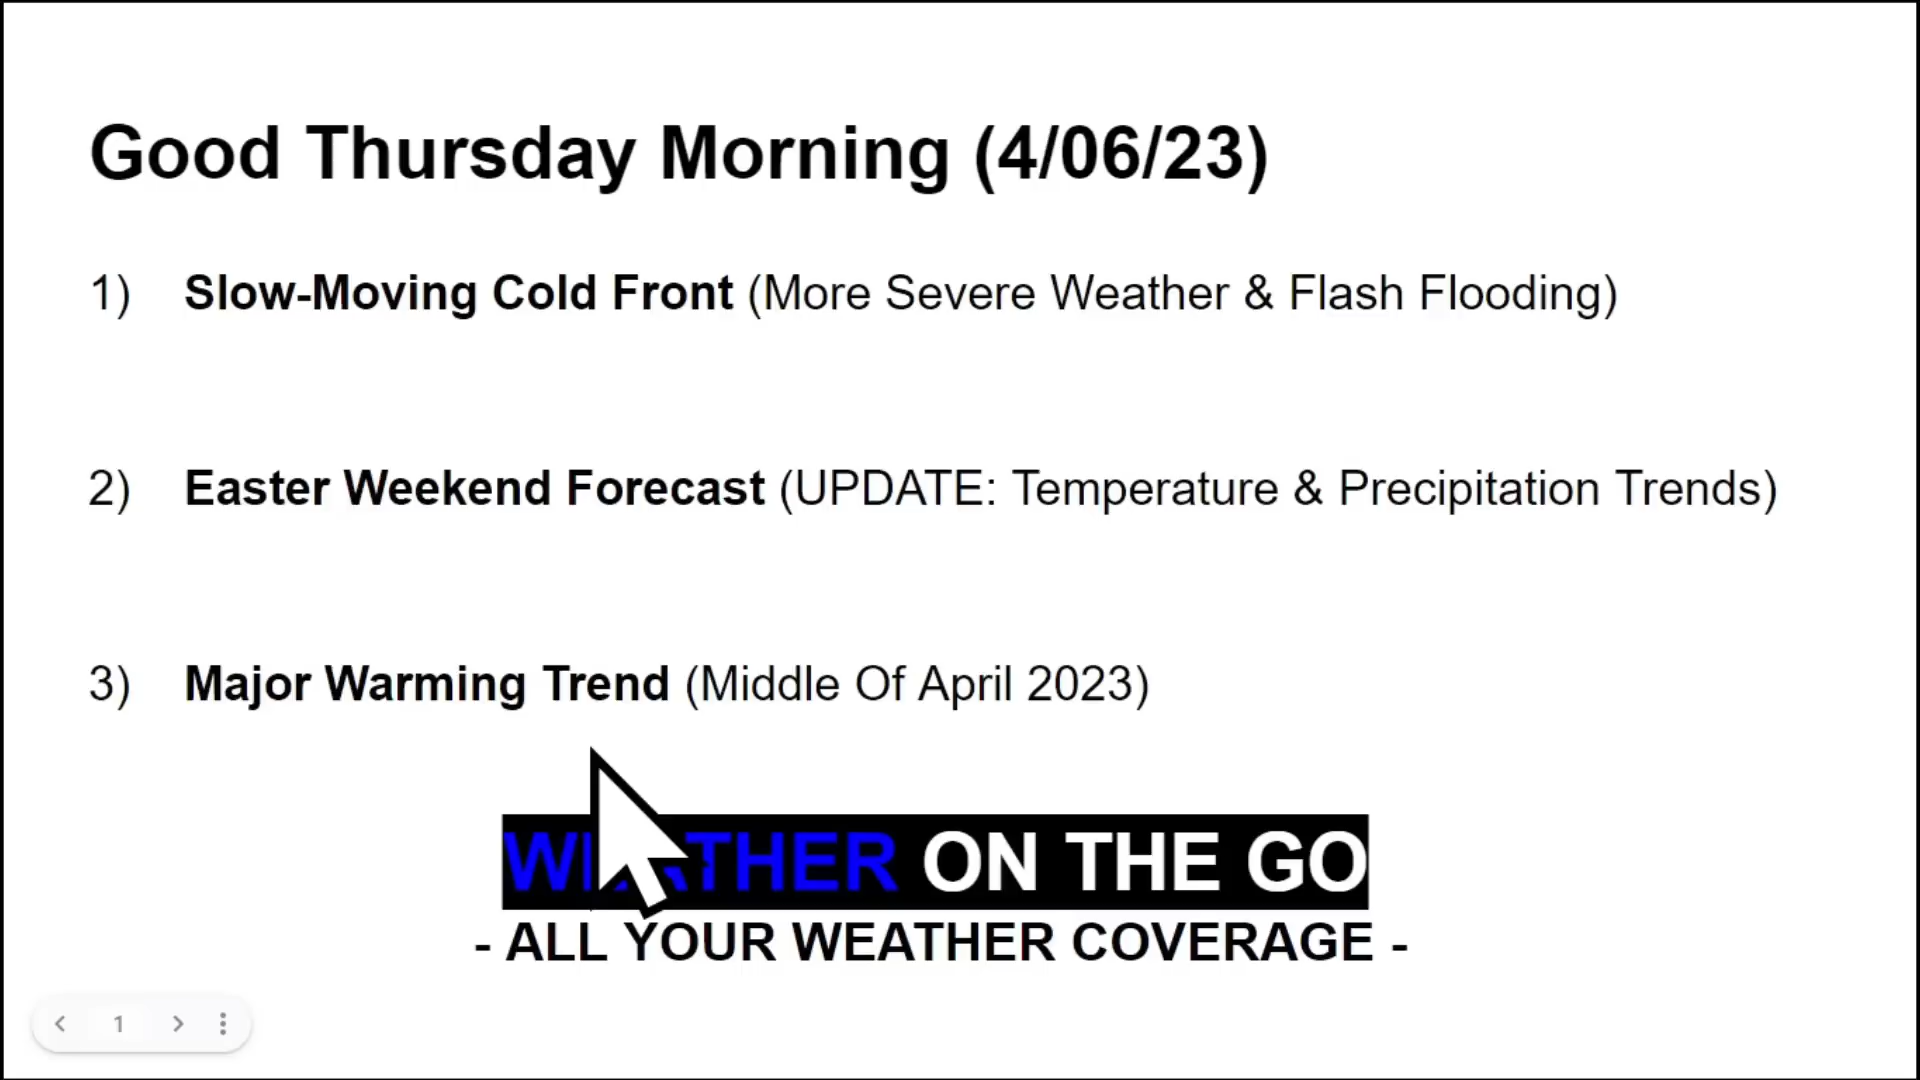 Good Thursday Morning (4/06/23)
1) Slow-Moving Cold Front (More Severe Weather & Flash Flooding)
2) Easter Weekend Forecast (UPDATE: Temperature & Precipitation Trends)
3) Major Warming Trend (Middle Of April 2023)
WEATHER ON THE GO
- ALL YOUR WEATHER COVERAGE -
1